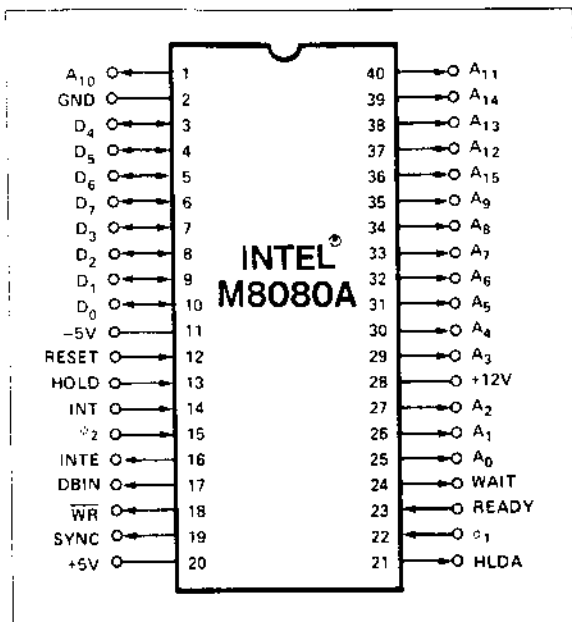 A10 1 40 A11
GND 2 39 A14
D4 3 38 A13
D5 4 37 A12
D6 5 36 A15
D7 6 35 A9
D3 7 34 A8
D2 8 33 A7
D1 9 32 A6
D0 10 31 A5
-5V 11 30 A4
RESET 12 29 A3
HOLD 13 28 +12V
INT 14 27 A2
φ2 15 26 A1
INTE 16 25 A0
DBIN 17 24 WAIT
W̅R̅ 18 23 READY
SYNC 19 22 φ1
+5V 20 21 HLDA
INTEL®
M8080A